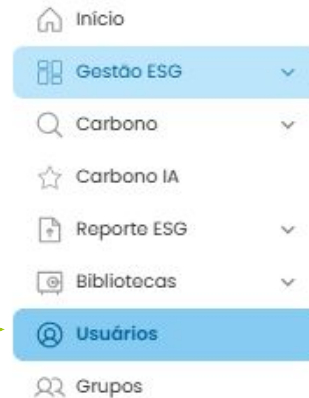 Início
Gestão ESG
Carbono
Carbono IA
Reporte ESG
Bibliotecas
Usuários
Grupos